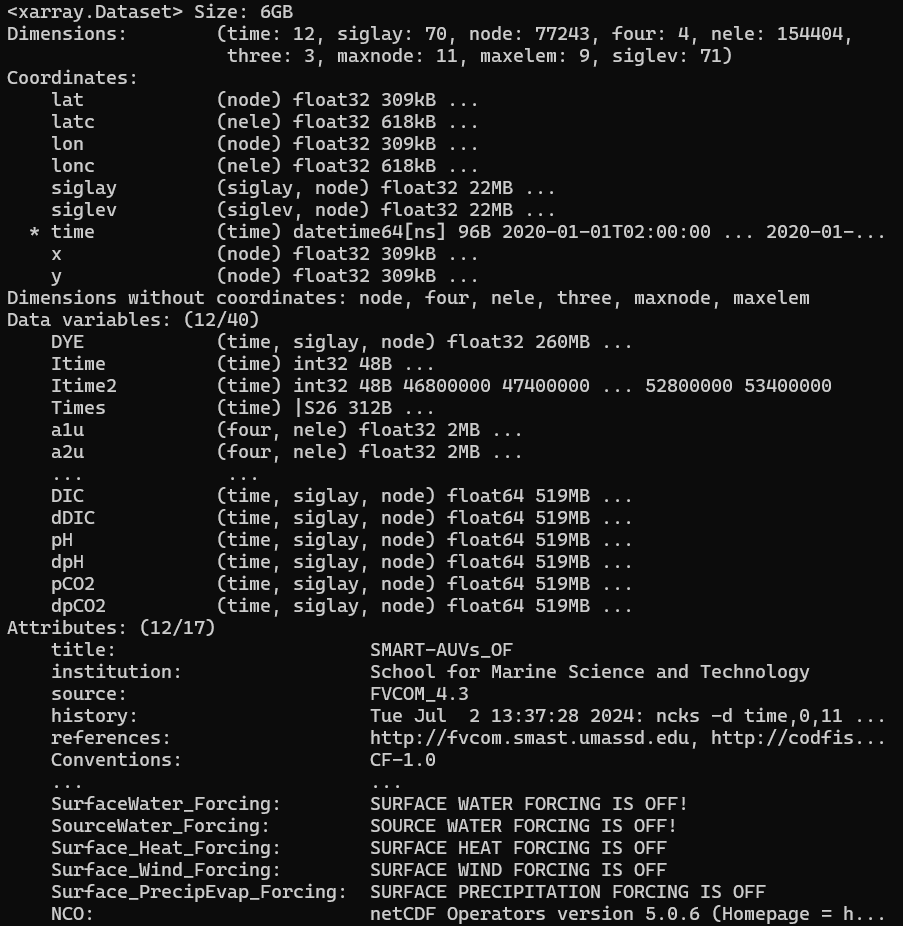 <xarray.Dataset> Size: 6GB
Dimensions:         (time: 12, siglay: 70, node: 77243, four: 4, nele: 154404,
                     three: 3, maxnode: 11, maxelem: 9, siglev: 71)
Coordinates:
    lat             (node) float32 309kB ...
    latc            (nele) float32 618kB ...
    lon             (node) float32 309kB ...
    lonc            (nele) float32 618kB ...
    siglay          (siglay, node) float32 22MB ...
    siglev          (siglev, node) float32 22MB ...
  * time            (time) datetime64[ns] 96B 2020-01-01T02:00:00 ... 2020-01-...
    x               (node) float32 309kB ...
    y               (node) float32 309kB ...
Dimensions without coordinates: node, four, nele, three, maxnode, maxelem
Data variables: (12/40)
    DYE             (time, siglay, node) float32 260MB ...
    Itime           (time) int32 48B ...
    Itime2          (time) int32 48B 46800000 47400000 ... 52800000 53400000
    Times           (time) |S26 312B ...
    a1u             (four, nele) float32 2MB ...
    a2u             (four, nele) float32 2MB ...
    ...              ...
    DIC             (time, siglay, node) float64 519MB ...
    dDIC            (time, siglay, node) float64 519MB ...
    pH              (time, siglay, node) float64 519MB ...
    dpH             (time, siglay, node) float64 519MB ...
    pCO2            (time, siglay, node) float64 519MB ...
    dpCO2           (time, siglay, node) float64 519MB ...
Attributes: (12/17)
    title:                        SMART-AUVs_OF
    institution:                  School for Marine Science and Technology
    source:                       FVCOM_4.3
    history:                      Tue Jul  2 13:37:28 2024: ncks -d time,0,11 ...
    references:                   http://fvcom.smast.umassd.edu, http://codfis...
    Conventions:                  CF-1.0
    ...                           ...
    SurfaceWater_Forcing:         SURFACE WATER FORCING IS OFF!
    SourceWater_Forcing:          SOURCE WATER FORCING IS OFF!
    Surface_Heat_Forcing:         SURFACE HEAT FORCING IS OFF
    Surface_Wind_Forcing:         SURFACE WIND FORCING IS OFF
    Surface_PrecipEvap_Forcing:   SURFACE PRECIPITATION FORCING IS OFF
    NCO:                          netCDF Operators version 5.0.6 (Homepage = h...